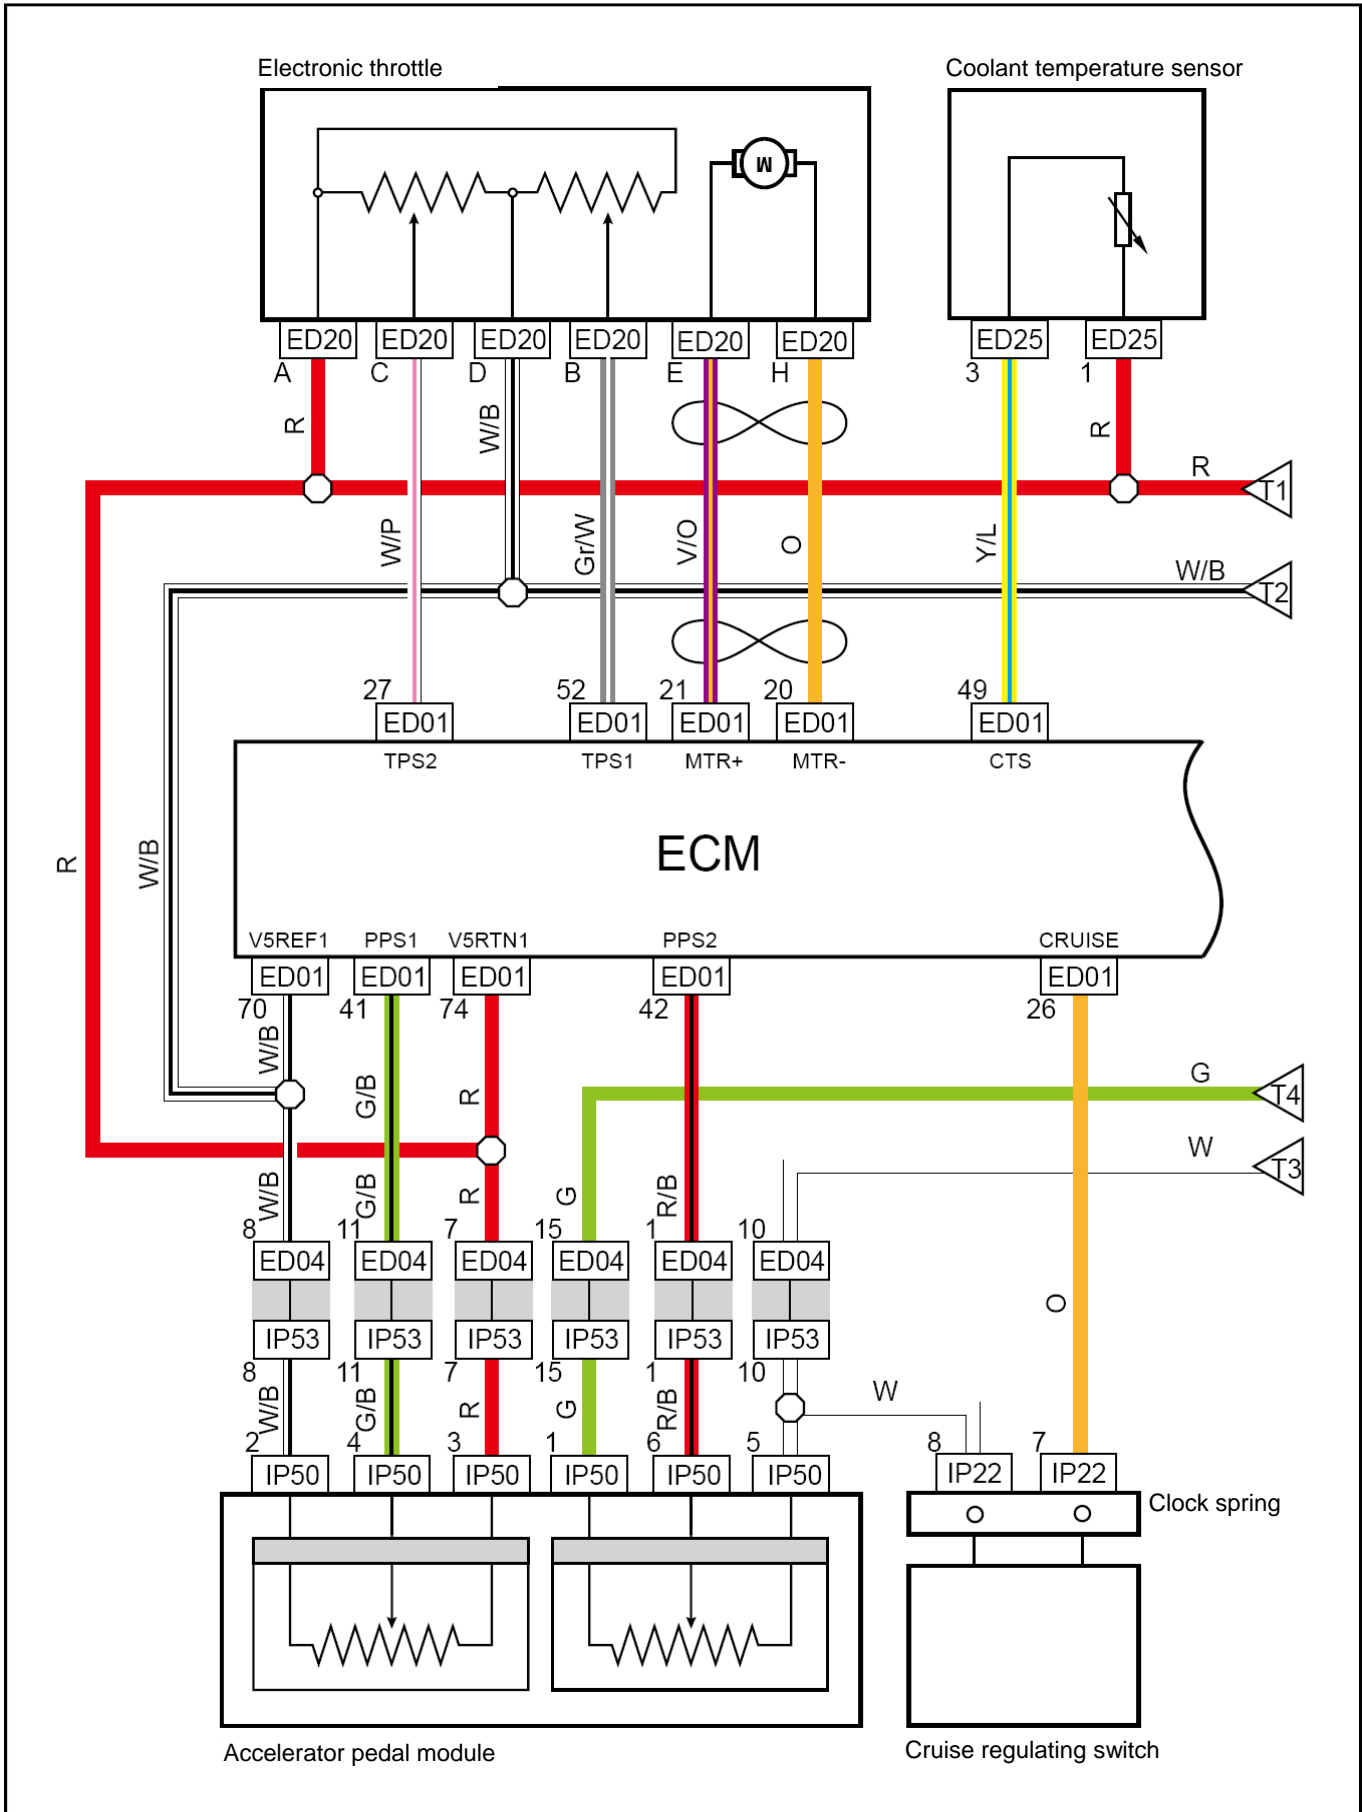 Electronic throttle Coolant temperature sensor
M
ED20 ED20 ED20 ED20 ED20 ED20 ED25 ED25
A C D B E H 3 1
R W/B R
R T1
W/P Gr/W V/O O Y/L
W/B T2
27 52 21 20 49
ED01 ED01 ED01 ED01 ED01
TPS2 TPS1 MTR+ MTR- CTS
R W/B ECM
V5REF1 PPS1 V5RTN1 PPS2 CRUISE
ED01 ED01 ED01 ED01 ED01
70 41 74 42 26
W/B G/B R
G T4
W T3
W/B G/B R G R/B
8 11 7 15 1 10
ED04 ED04 ED04 ED04 ED04 ED04
O
IP53 IP53 IP53 IP53 IP53 IP53
8 11 7 15 1 10
W/B G/B R G R/B W
2 4 3 1 6 5 8 7
IP50 IP50 IP50 IP50 IP50 IP50 IP22 IP22
Clock spring
Accelerator pedal module Cruise regulating switch